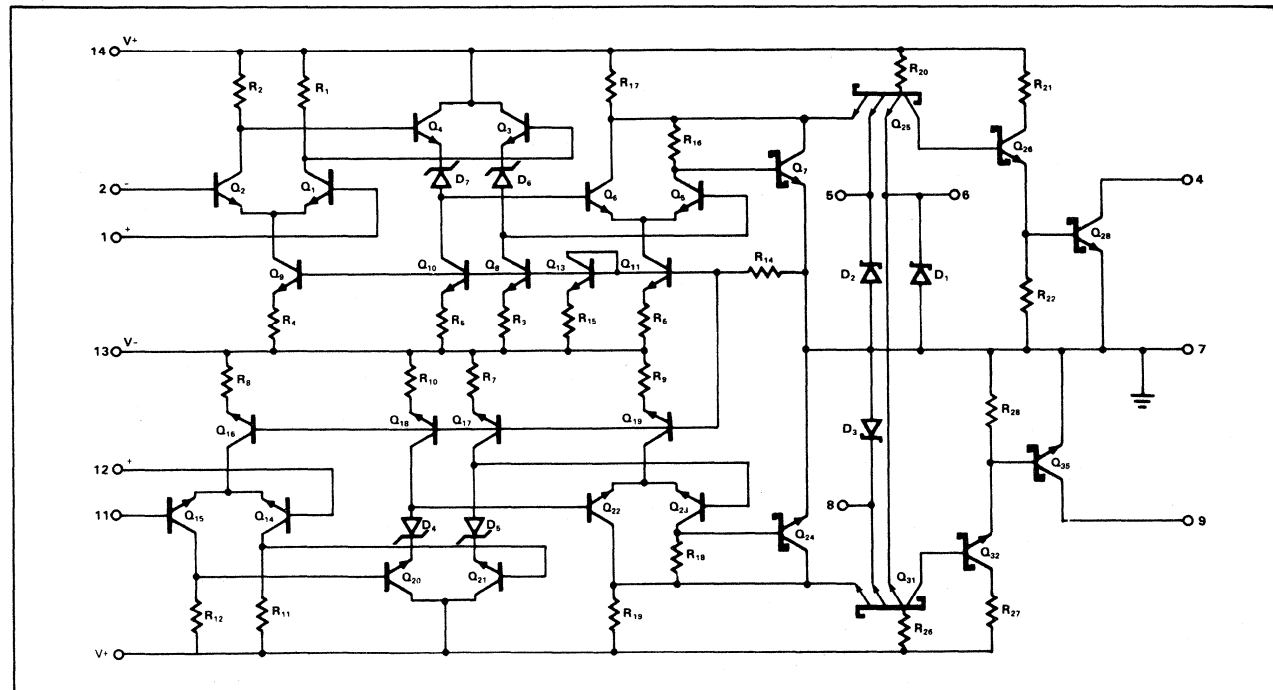 V+
14
R20
R2
R1
R17
R21
Q4
Q3
R16
Q25
Q26
Q7
2 -
Q2
Q1
D7
D6
Q6
Q5
5
6
4
1 +
Q28
Q9
Q10
Q8
Q13
Q11
R14
D2
D1
R22
R4
R5
R3
R15
R6
13 V-
7
R8
R10
R7
R9
R28
Q16
Q18
Q17
Q19
D3
Q35
12 +
11
Q15
Q14
D4
D5
Q22
Q23
8
9
Q24
Q32
R18
Q20
Q21
Q31
R12
R11
R19
R26
R27
V+